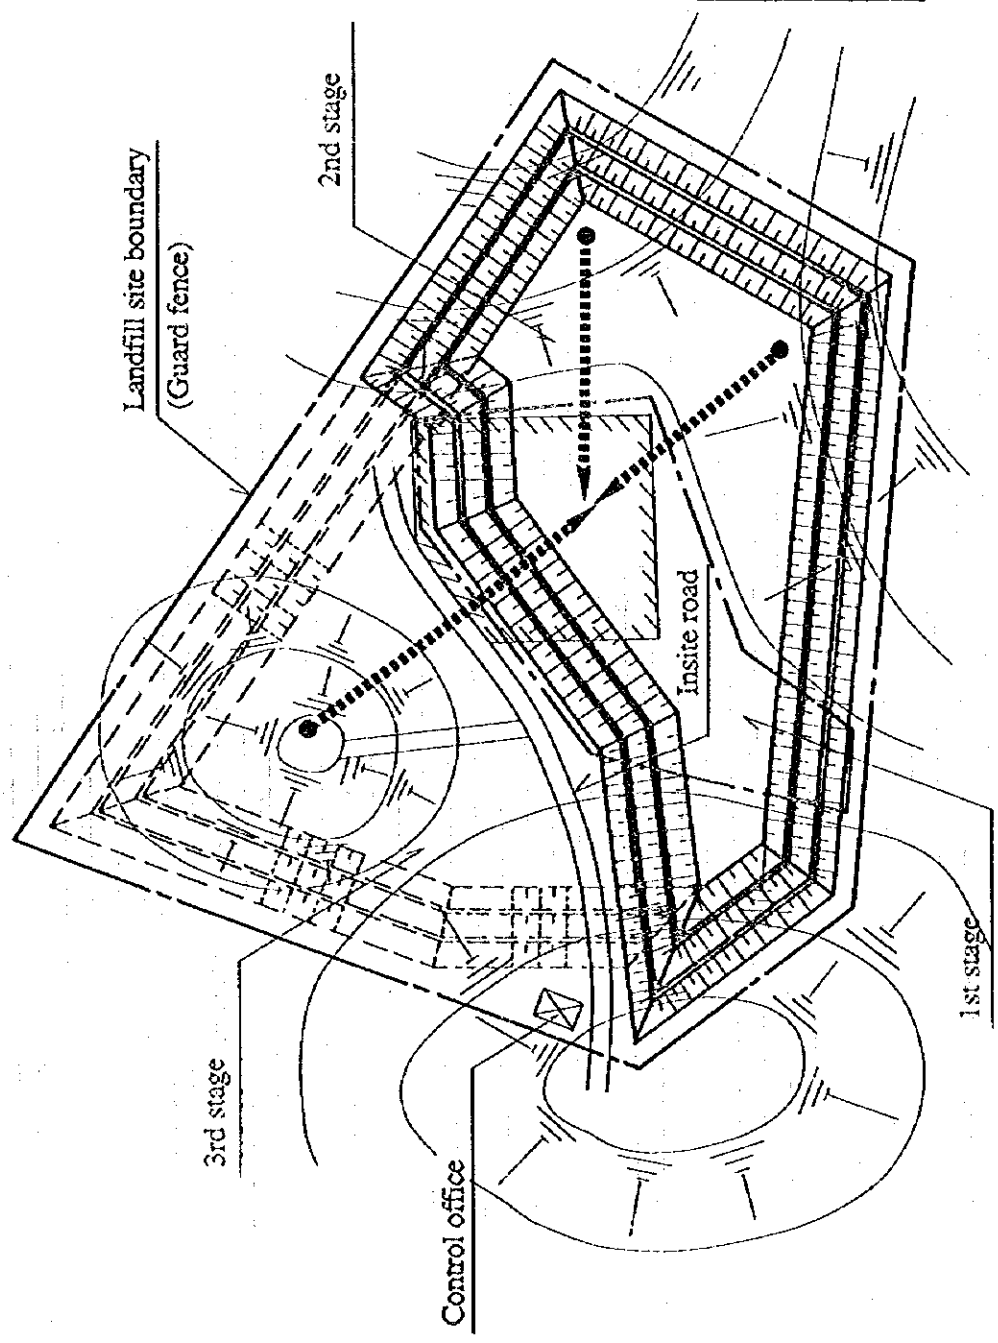 Landfill site boundary
(Guard fence)
2nd stage
3rd stage
Control office
Insite road
1st stage